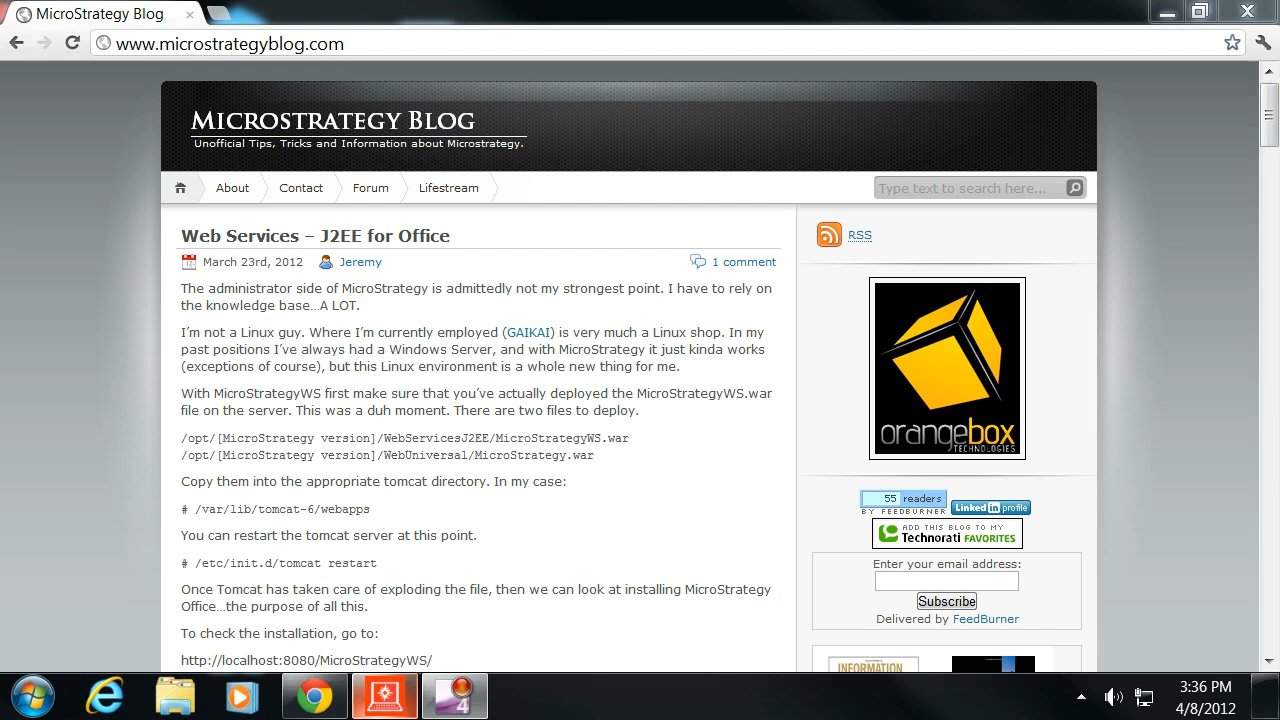 MicroStrategy Blog
www.microstrategyblog.com
MICROSTRATEGY BLOG
Unofficial Tips, Tricks and Information about Microstrategy.
About
Contact
Forum
Lifestream
Type text to search here...
Web Services – J2EE for Office
March 23rd, 2012
Jeremy
1 comment
The administrator side of MicroStrategy is admittedly not my strongest point. I have to rely on
the knowledge base…A LOT.
I'm not a Linux guy. Where I'm currently employed (GAIKAI) is very much a Linux shop. In my
past positions I've always had a Windows Server, and with MicroStrategy it just kinda works
(exceptions of course), but this Linux environment is a whole new thing for me.
With MicroStrategyWS first make sure that you've actually deployed the MicroStrategyWS.war
file on the server. This was a duh moment. There are two files to deploy.
/opt/[MicroStrategy version]/WebServicesJ2EE/MicroStrategyWS.war
/opt/[MicroStrategy version]/WebUniversal/MicroStrategy.war
Copy them into the appropriate tomcat directory. In my case:
# /var/lib/tomcat-6/webapps
You can restart the tomcat server at this point.
# /etc/init.d/tomcat restart
Once Tomcat has taken care of exploding the file, then we can look at installing MicroStrategy
Office…the purpose of all this.
To check the installation, go to:
http://localhost:8080/MicroStrategyWS/
RSS
orangebox
TECHNOLOGIES
55 readers
BY FEEDBURNER
Linked in profile
ADD THIS BLOG TO MY
Technorati FAVORITES
Enter your email address:
Subscribe
Delivered by FeedBurner
INFORMATION
4
3:36 PM
4/8/2012